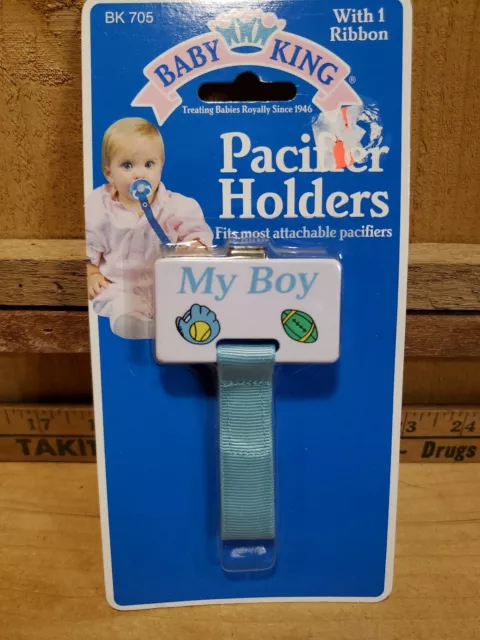 BK 705
With 1
Ribbon
BABY KING
®
Treating Babies Royally Since 1946
Pacifier
Holders
Fits most attachable pacifiers
My Boy
17
TAKI
3 24
Drugs